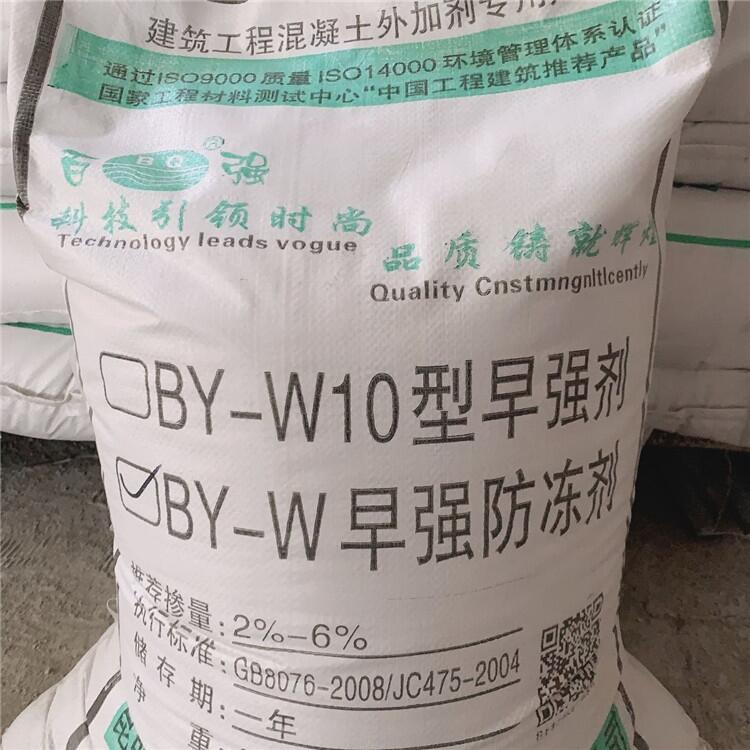 建筑工程混凝土外加剂专用
通过ISO9000质量ISO14000环境管理体系认证
国家工程材料测试中心“中国工程建筑推荐产品”
百 BQ ® 强
科技引领时尚
Technology leads vogue
品质铸就辉煌
Quality Cnstmngnltlcently
BY-W10型早强剂
BY-W早强防冻剂
推荐掺量:2%-6%
执行标准:GB8076-2008/JC475-2004
储存期:一年
净重: